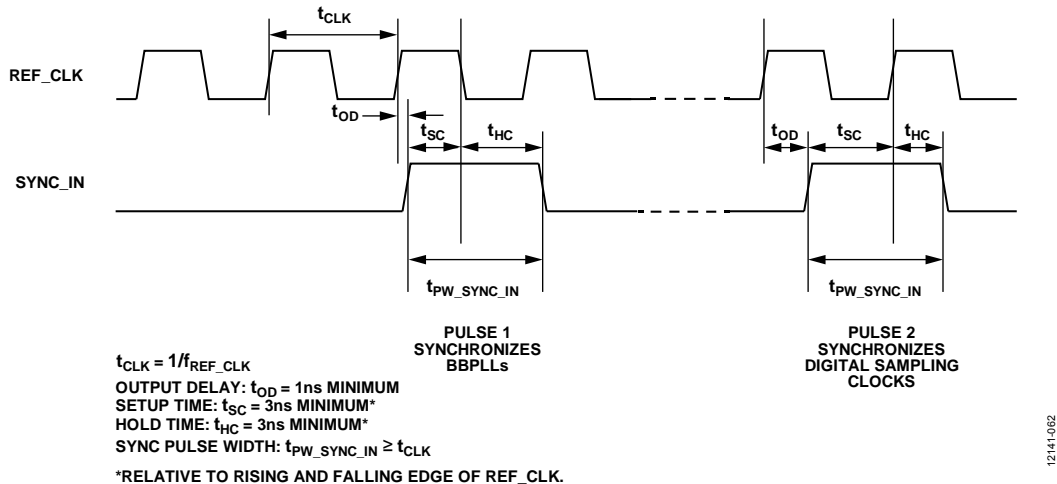 tCLK
REF_CLK
tOD
tSC
tHC
tOD
tSC
tHC
SYNC_IN
tPW_SYNC_IN
tPW_SYNC_IN
PULSE 1
SYNCHRONIZES
BBPLLs
PULSE 2
SYNCHRONIZES
DIGITAL SAMPLING
CLOCKS
tCLK = 1/fREF_CLK
OUTPUT DELAY: tOD = 1ns MINIMUM
SETUP TIME: tSC = 3ns MINIMUM*
HOLD TIME: tHC = 3ns MINIMUM*
SYNC PULSE WIDTH: tPW_SYNC_IN ≥ tCLK
*RELATIVE TO RISING AND FALLING EDGE OF REF_CLK.
12141-062